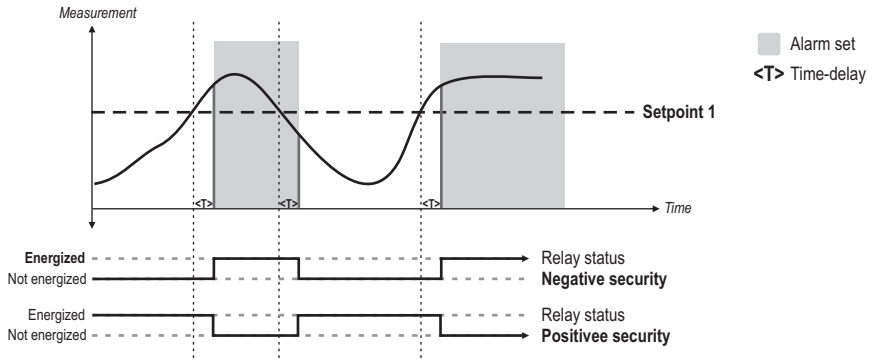 Measurement
Alarm set
<T> Time-delay
Setpoint 1
<T> <T> <T>
Time
Energized
Relay status
Not energized
Negative security
Energized
Relay status
Not energized
Positivee security